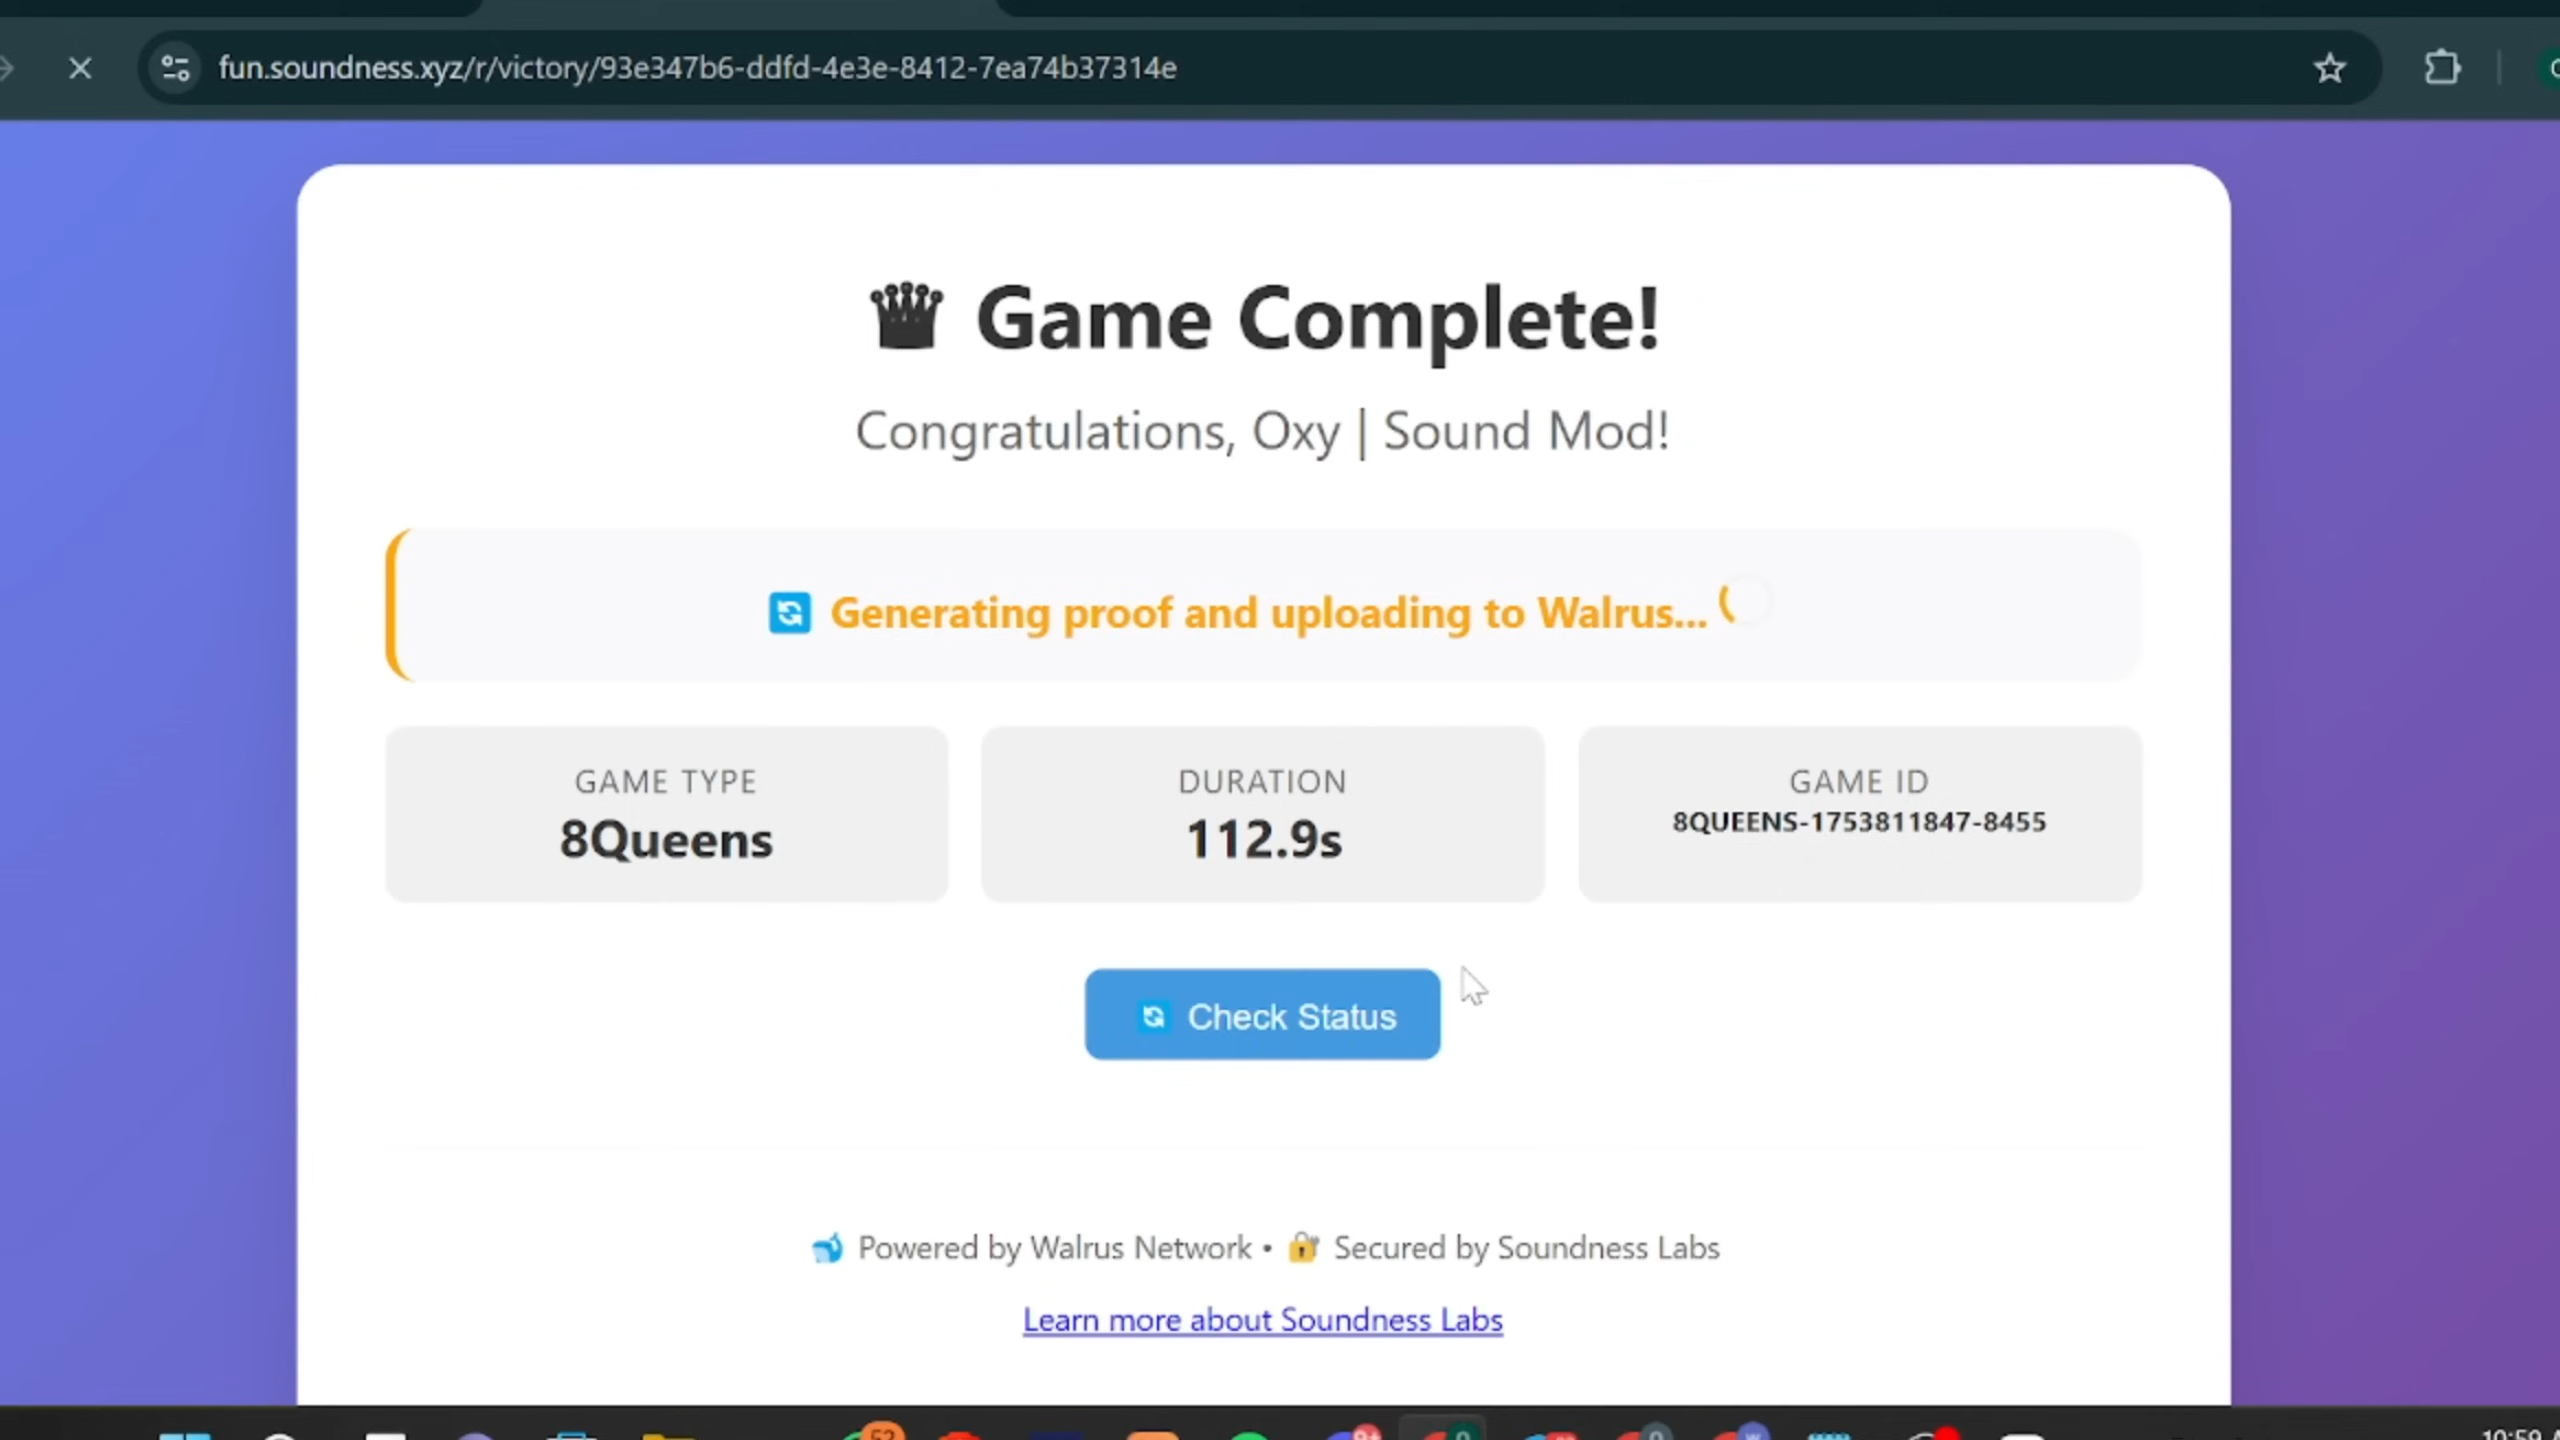 fun.soundness.xyz/r/victory/93e347b6-ddfd-4e3e-8412-7ea74b37314e
Game Complete!
Congratulations, Oxy | Sound Mod!
Generating proof and uploading to Walrus...
GAME TYPE
8Queens
DURATION
112.9s
GAME ID
8QUEENS-1753811847-8455
Check Status
Powered by Walrus Network • Secured by Soundness Labs
Learn more about Soundness Labs